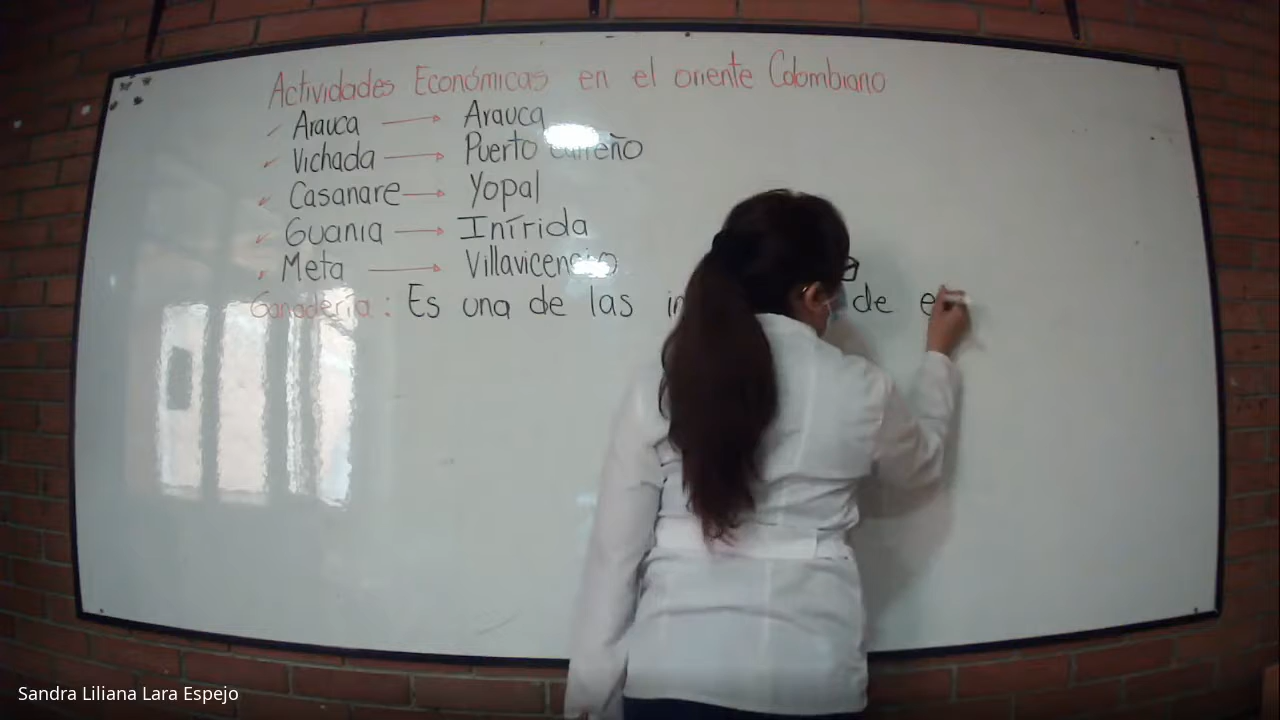 Actividades Económicas en el oriente Colombiano
Arauca → Arauca
Vichada → Puerto Carreño
Casanare → Yopal
Guania → Inírida
Meta → Villavicencio
Ganadería: Es una de las de
Sandra Liliana Lara Espejo